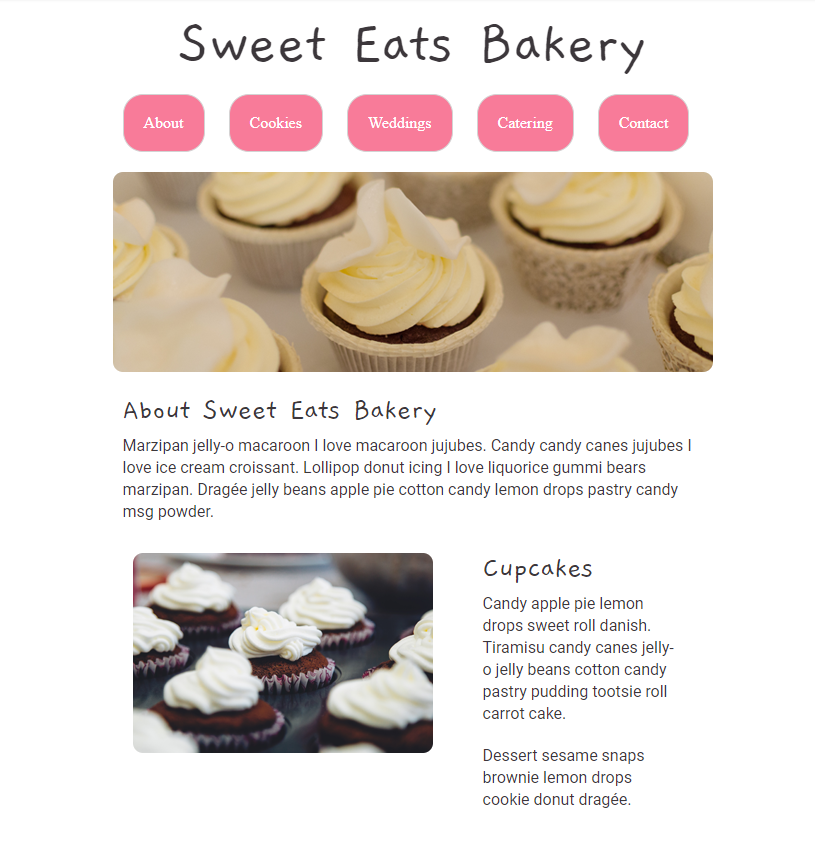 Sweet Eats Bakery
About Cookies Weddings Catering Contact
About Sweet Eats Bakery
Marzipan jelly-o macaroon I love macaroon jujubes. Candy candy canes jujubes I
love ice cream croissant. Lollipop donut icing I love liquorice gummi bears
marzipan. Dragée jelly beans apple pie cotton candy lemon drops pastry candy
msg powder.
Cupcakes
Candy apple pie lemon
drops sweet roll danish.
Tiramisu candy canes jelly-
o jelly beans cotton candy
pastry pudding tootsie roll
carrot cake.
Dessert sesame snaps
brownie lemon drops
cookie donut dragée.